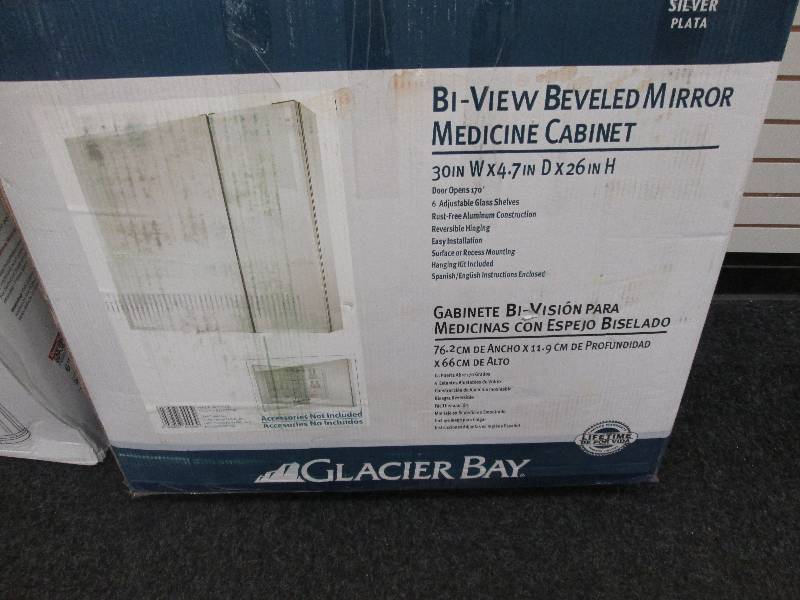 SILVER
PLATA
BI-VIEW BEVELED MIRROR
MEDICINE CABINET
30IN W X 4.7IN D X 26IN H
Door Opens 170°
6 Adjustable Glass Shelves
Rust-Free Aluminum Construction
Reversible Hinging
Easy Installation
Surface or Recess Mounting
Hanging Kit Included
Spanish/English Instructions Enclosed
GABINETE BI-VISIÓN PARA
MEDICINAS CON ESPEJO BISELADO
76.2 CM DE ANCHO X 11.9 CM DE PROFUNDIDAD
X 66 CM DE ALTO
Accessories Not Included
Accesorios No Incluidos
LIFETIME
DE POR VIDA
GLACIER BAY